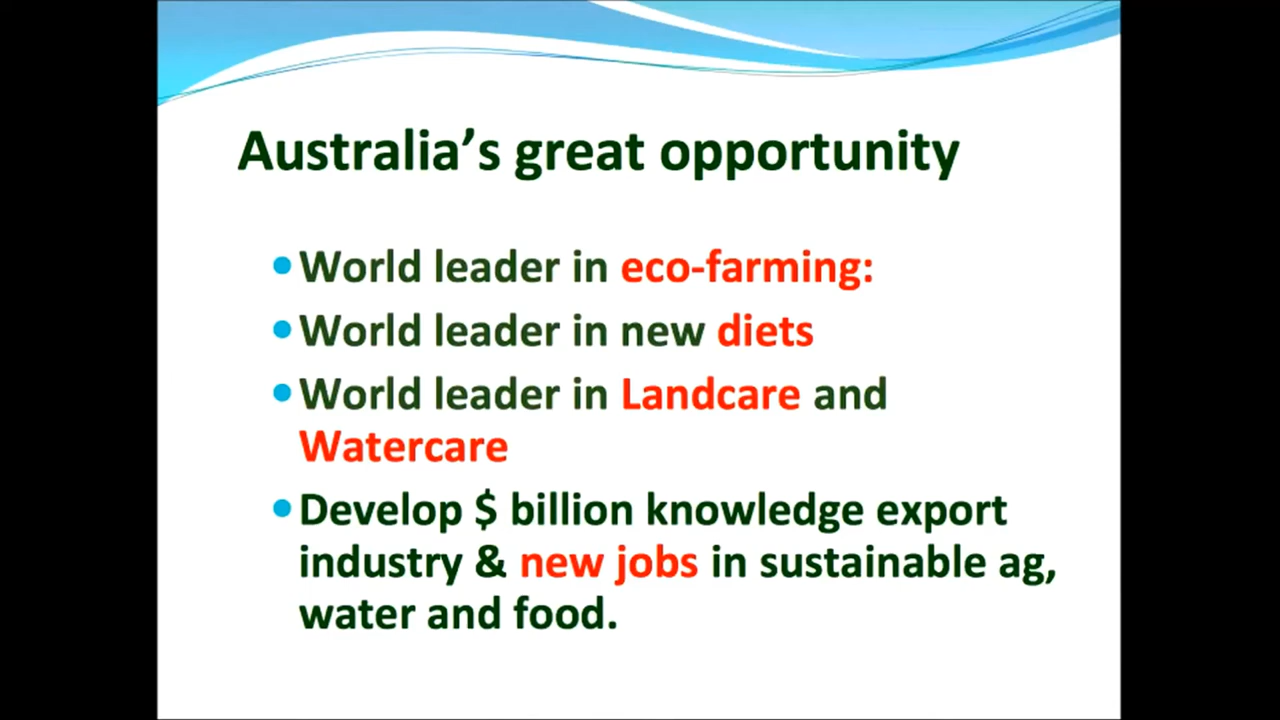 Australia’s great opportunity
World leader in eco-farming:
World leader in new diets
World leader in Landcare and
Watercare
Develop $ billion knowledge export
industry & new jobs in sustainable ag,
water and food.